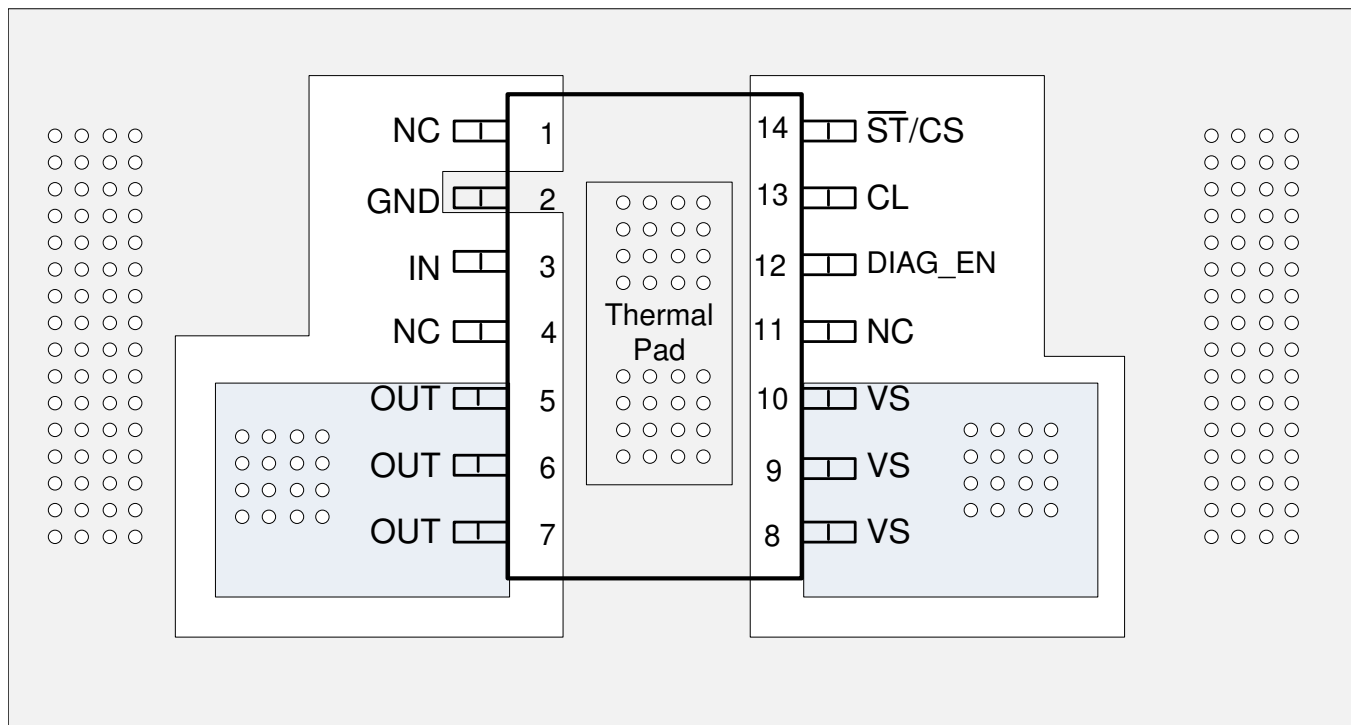 NC 1 14 S̅T̅/CS
GND 2 13 CL
IN 3 12 DIAG_EN
Thermal
Pad
NC 4 11 NC
OUT 5 10 VS
OUT 6 9 VS
OUT 7 8 VS